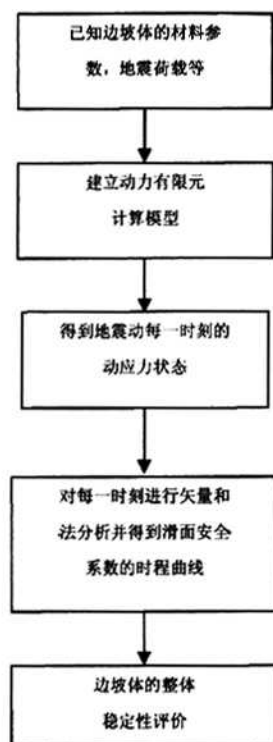 已知边坡体的材料参
数，地震荷载等
建立动力有限元
计算模型
得到地震动每一时刻的
动应力状态
对每一时刻进行矢量和
法分析并得到滑面安全
系数的时程曲线
边坡体的整体
稳定性评价